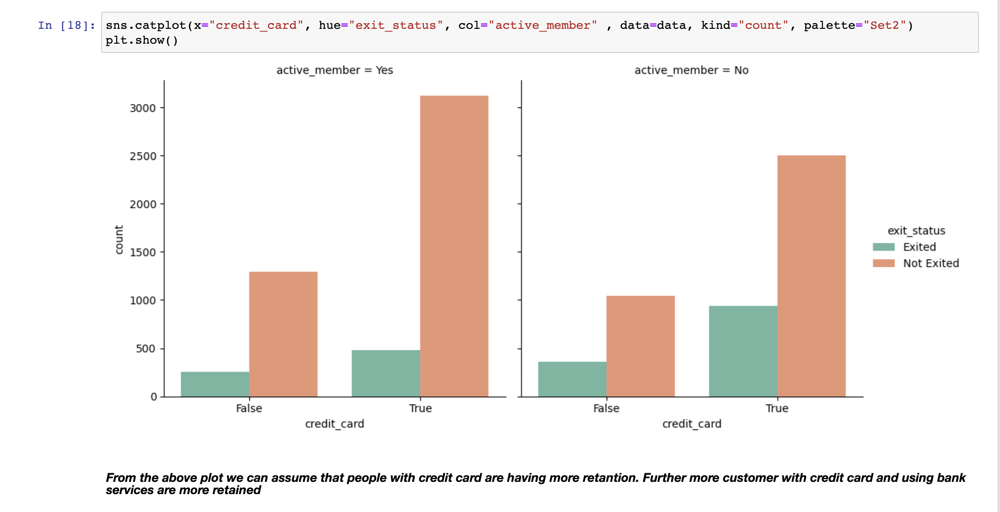 In [18]: sns.catplot(x="credit_card", hue="exit_status", col="active_member" , data=data, kind="count", palette="Set2")
plt.show()
active_member = Yes
active_member = No
3000
2500
2000
1500
1000
500
0
count
False
True
credit_card
False
True
credit_card
exit_status
Exited
Not Exited
From the above plot we can assume that people with credit card are having more retantion. Further more customer with credit card and using bank
services are more retained